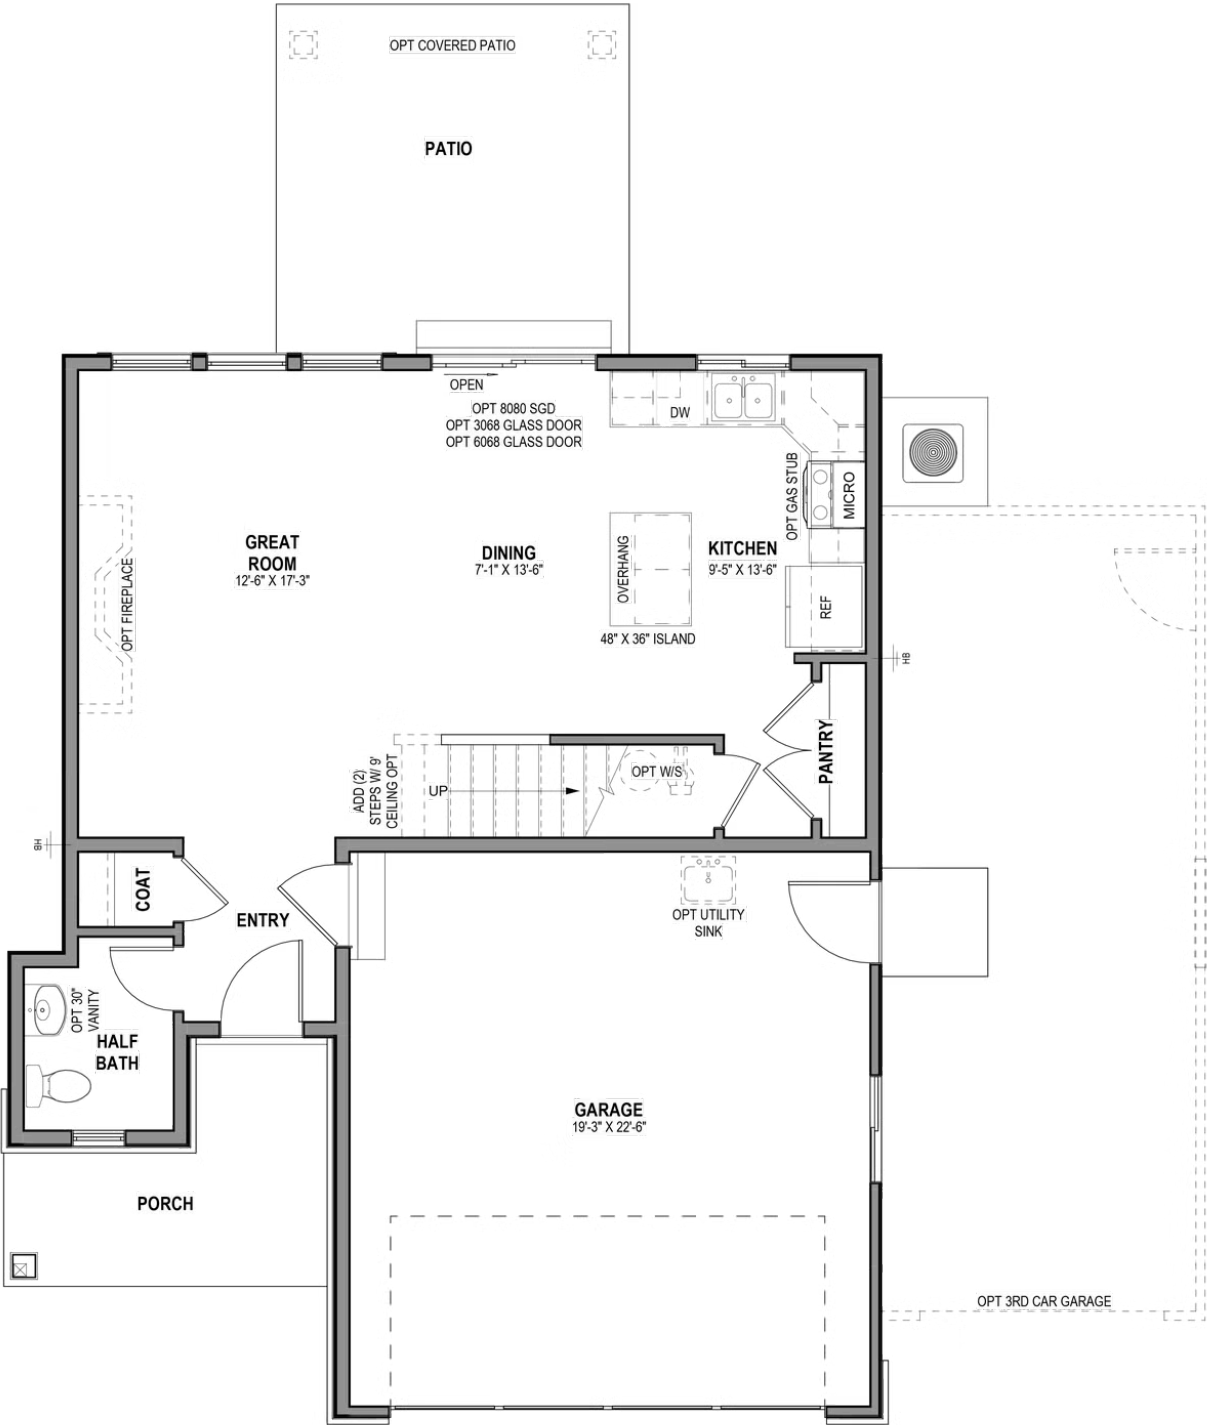 OPT COVERED PATIO
PATIO
OPEN
OPT 8080 SGD
OPT 3068 GLASS DOOR
OPT 6068 GLASS DOOR
DW
OPT GAS STUB
MICRO
GREAT
ROOM
12'-6" X 17'-3"
DINING
7'-1" X 13'-6"
OVERHANG
KITCHEN
9'-5" X 13'-6"
OPT FIREPLACE
REF
48" X 36" ISLAND
HB
PANTRY
ADD (2)
STEPS W/ 9'
CEILING OPT
UP
OPT W/S
HB
COAT
ENTRY
OPT UTILITY
SINK
OPT 30"
VANITY
HALF
BATH
GARAGE
19'-3" X 22'-6"
PORCH
OPT 3RD CAR GARAGE